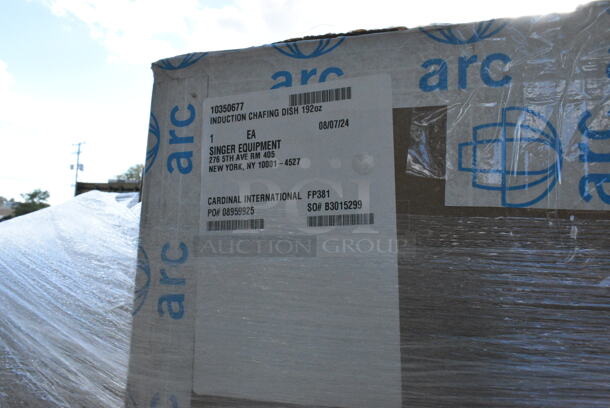 arc
arc
arc
arc
10350677
INDUCTION CHAFING DISH 192oz
1 EA 08/07/24
SINGER EQUIPMENT
276 5TH AVE RM 405
NEW YORK, NY 10001-4527
CARDINAL INTERNATIONAL FP381
PO# 08959925 SO# B3015299
PCI
AUCTION GROUP